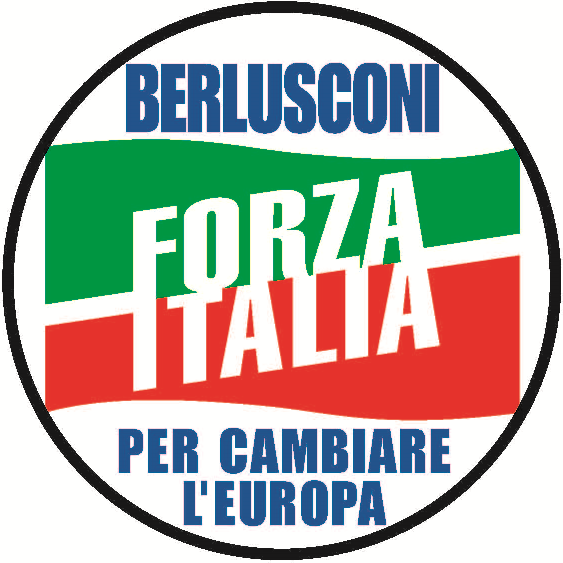 BERLUSCONI
FORZA
ITALIA
PER CAMBIARE
L'EUROPA